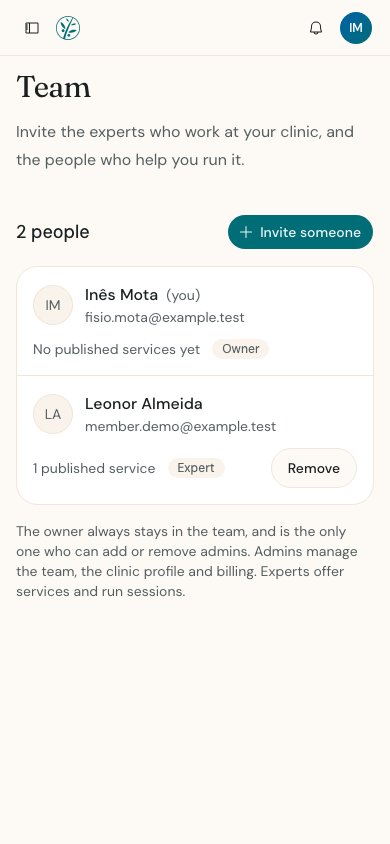 IM
Team
Invite the experts who work at your clinic, and
the people who help you run it.
2 people
Invite someone
IM
Inês Mota (you)
fisio.mota@example.test
No published services yet
Owner
LA
Leonor Almeida
member.demo@example.test
1 published service
Expert
Remove
The owner always stays in the team, and is the only
one who can add or remove admins. Admins manage
the team, the clinic profile and billing. Experts offer
services and run sessions.